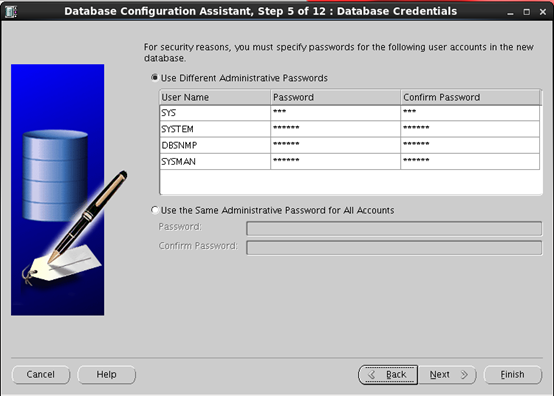 Database Configuration Assistant, Step 5 of 12 : Database Credentials
For security reasons, you must specify passwords for the following user accounts in the new
database.
Use Different Administrative Passwords
User Name Password Confirm Password
SYS *** ***
SYSTEM ****** ******
DBSNMP ****** ******
SYSMAN ****** ******
Use the Same Administrative Password for All Accounts
Password:
Confirm Password:
Cancel Help Back Next Finish